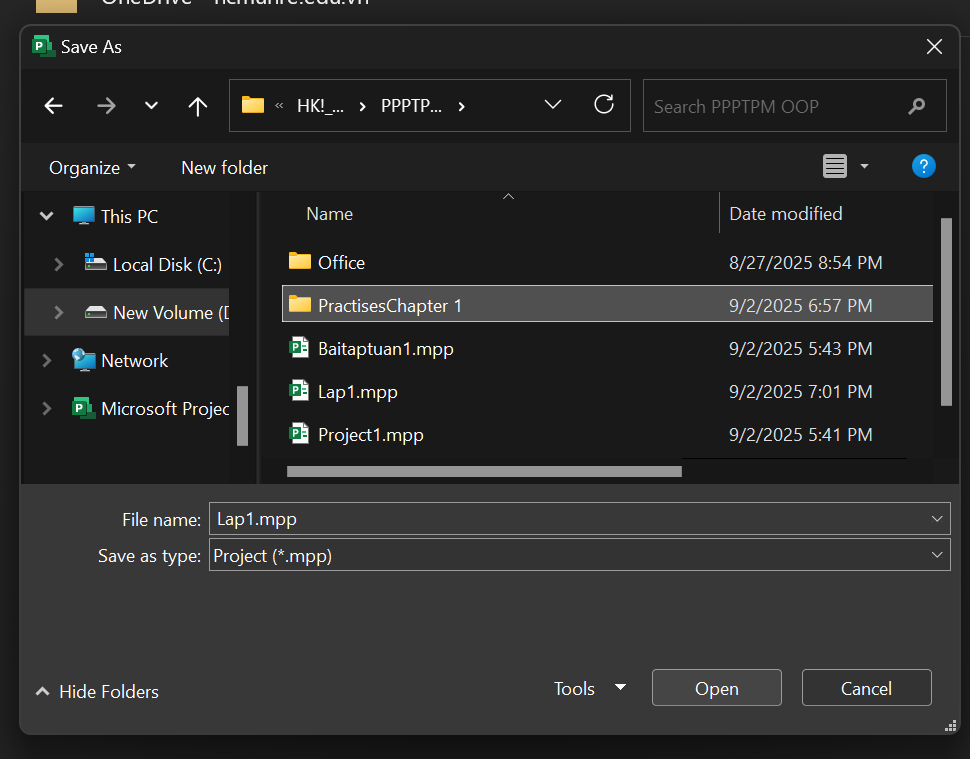 OneDrive - hcmunre.edu.vn
Save As
« HK!_... > PPPTP... >
Search PPPTPM OOP
Organize
New folder
?
This PC
Local Disk (C:)
New Volume (D
Network
Microsoft Projec
Name Date modified
Office 8/27/2025 8:54 PM
PractisesChapter 1 9/2/2025 6:57 PM
Baitaptuan1.mpp 9/2/2025 5:43 PM
Lap1.mpp 9/2/2025 7:01 PM
Project1.mpp 9/2/2025 5:41 PM
File name: Lap1.mpp
Save as type: Project (*.mpp)
Hide Folders
Tools
Open
Cancel